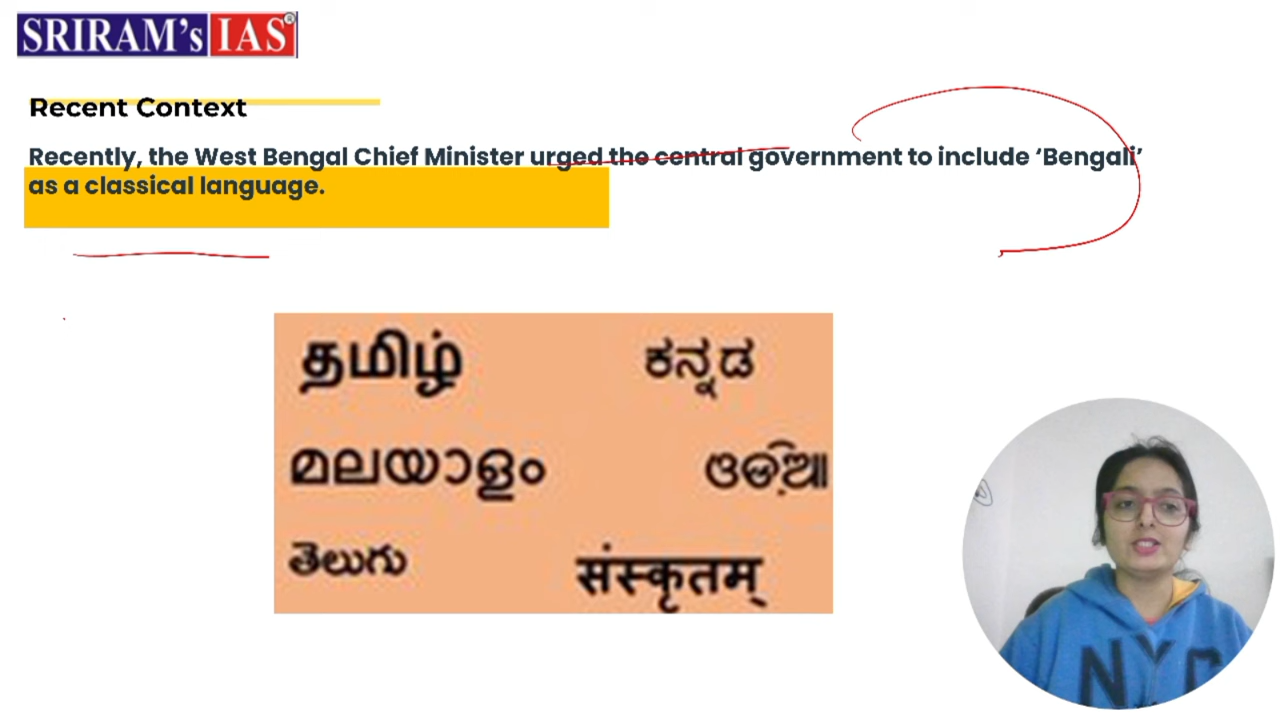 SRIRAM's IAS
Recent Context
Recently, the West Bengal Chief Minister urged the central government to include ‘Bengali’
as a classical language.
தமிழ் ಕನ್ನಡ
മലയാളം ଓଡ଼ିଆ
తెలుగు संस्कृतम्
NYC